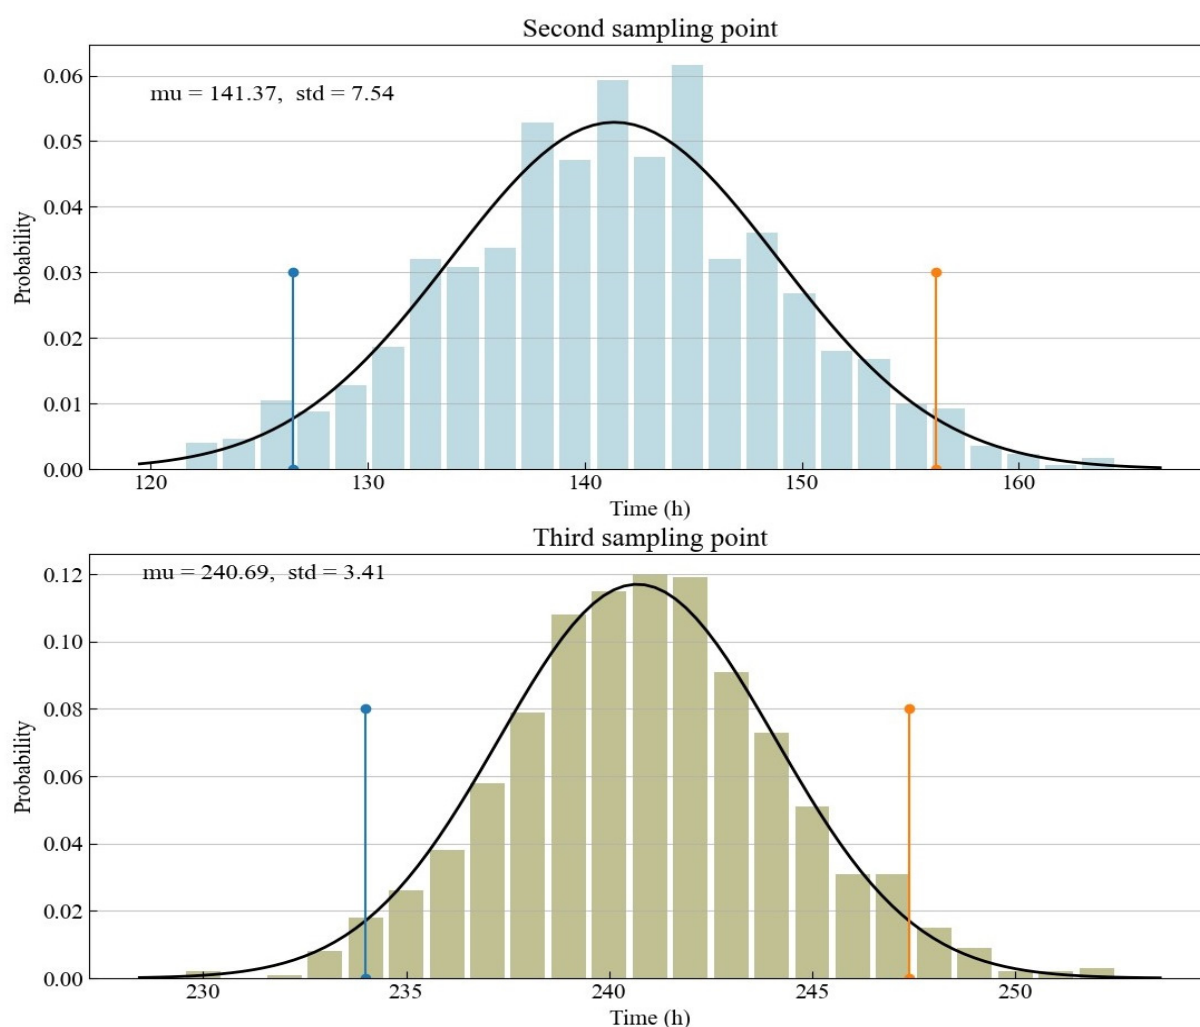 Second sampling point
mu = 141.37,  std = 7.54
0.06
0.05
0.04
0.03
0.02
0.01
0.00
Probability
120 130 140 150 160
Time (h)
Third sampling point
mu = 240.69,  std = 3.41
0.12
0.10
0.08
0.06
0.04
0.02
0.00
Probability
230 235 240 245 250
Time (h)